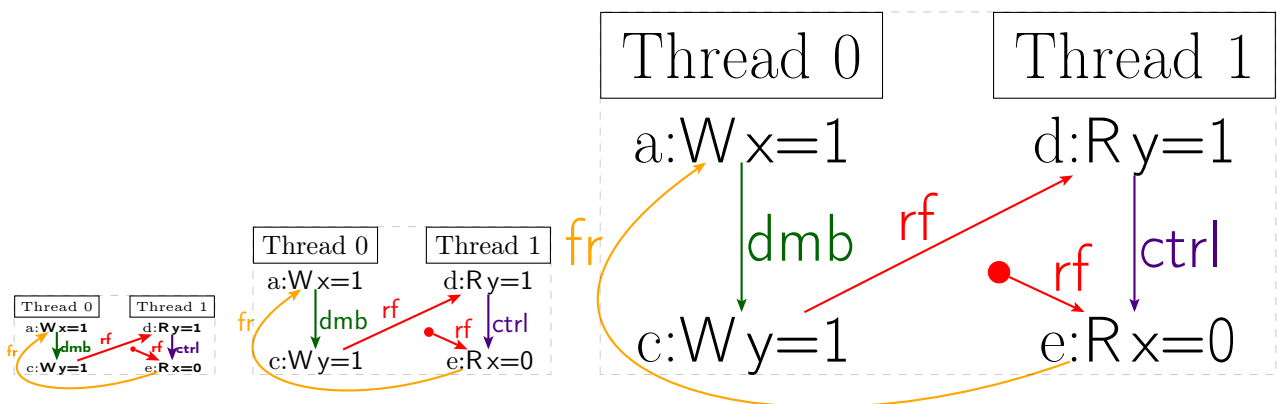 Thread 0 Thread 1
a:W x=1 d:R y=1
fr dmb rf rf ctrl
c:W y=1 e:R x=0
Thread 0 Thread 1
a:W x=1 d:R y=1
fr dmb rf rf ctrl
c:W y=1 e:R x=0
Thread 0 Thread 1
a:W x=1 d:R y=1
fr dmb rf rf ctrl
c:W y=1 e:R x=0